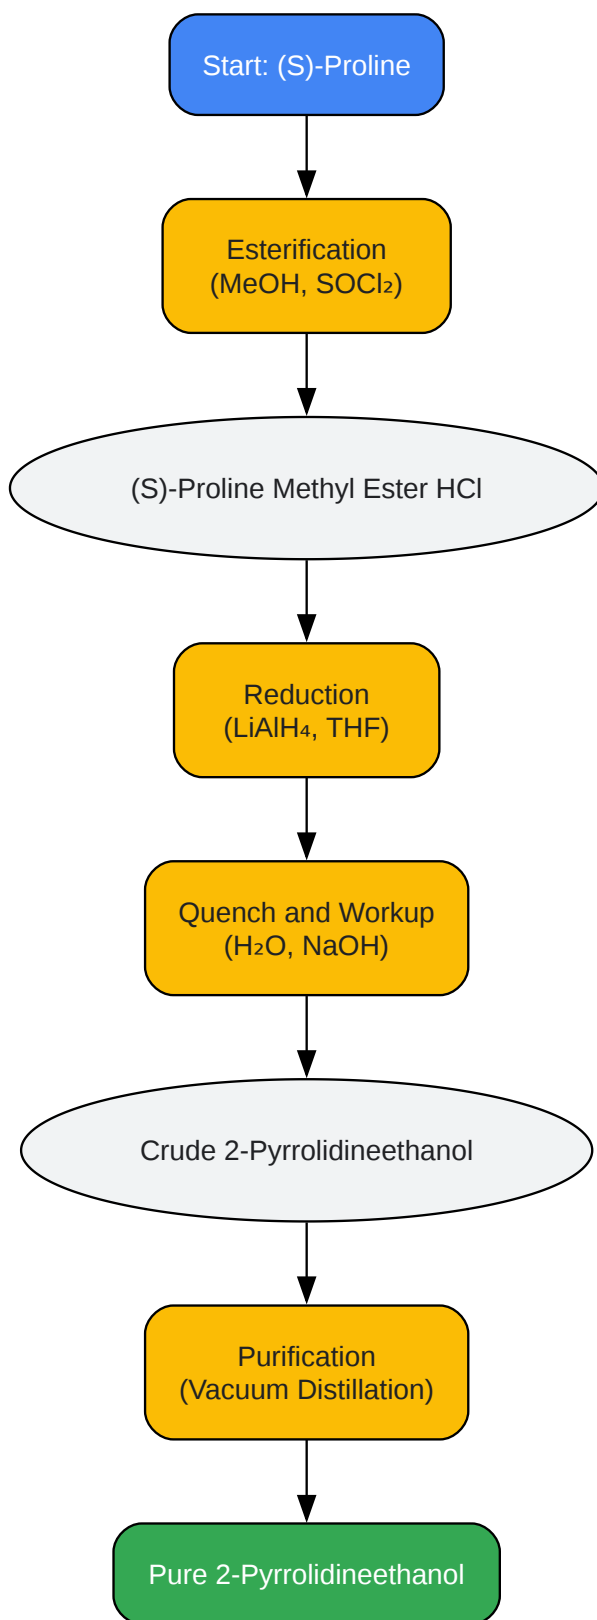 Start: (S)-Proline
Esterification
(MeOH, SOCl₂)
(S)-Proline Methyl Ester HCl
Reduction
(LiAlH₄, THF)
Quench and Workup
(H₂O, NaOH)
Crude 2-Pyrrolidineethanol
Purification
(Vacuum Distillation)
Pure 2-Pyrrolidineethanol